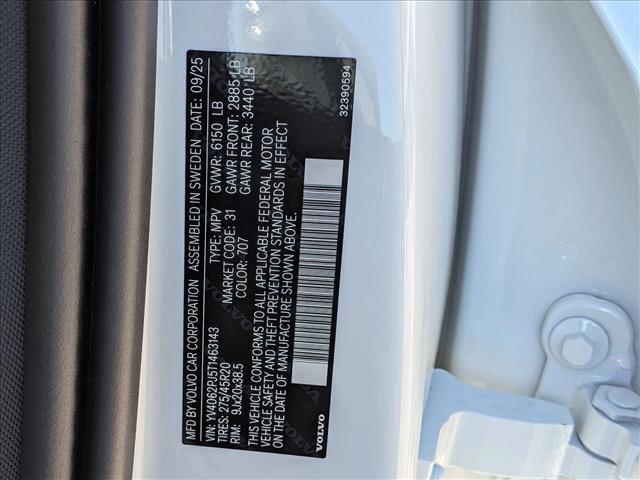 MFD BY VOLVO CAR CORPORATION ASSEMBLED IN SWEDEN DATE: 09/25
VIN: YV4062PJ5T1463143 TYPE: MPV GVWR: 6150 LB
TIRES: 275/45R20 MARKET CODE: 31 GAWR FRONT: 2885 LB
RIM: 9Jx20x38.5 COLOR: 707 GAWR REAR: 3440 LB
THIS VEHICLE CONFORMS TO ALL APPLICABLE FEDERAL MOTOR
VEHICLE SAFETY AND THEFT PREVENTION STANDARDS IN EFFECT
ON THE DATE OF MANUFACTURE SHOWN ABOVE.
VOLVO 32390594